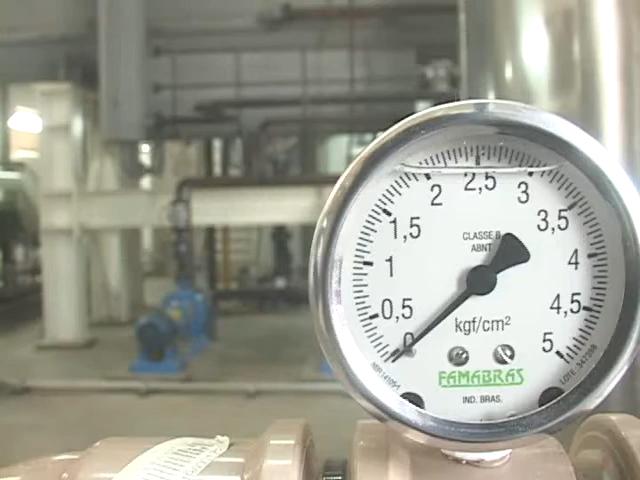 2,5
2 3
1,5 3,5
CLASSE B
ABNT
1 4
0,5 4,5
kgf/cm²
0 5
FAMABRAS
IND. BRAS.